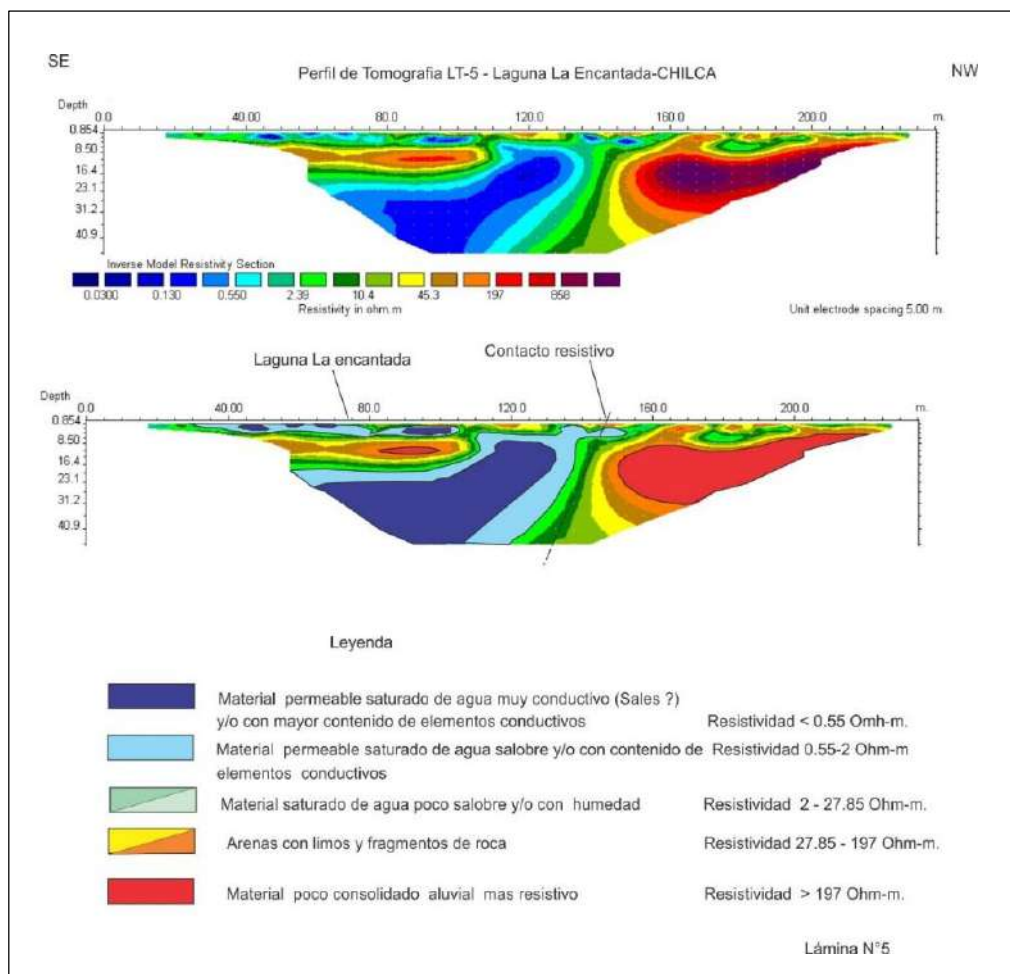 SE
NW
Perfil de Tomografia LT-5 - Laguna La Encantada-CHILCA
Depth
0.0 40.00 80.0 120.0 160.0 200.0 m.
0.854
8.50
16.4
23.1
31.2
40.9
Inverse Model Resistivity Section
0.0300 0.130 0.550 2.39 10.4 45.3 197 858
Resistivity in ohm.m
Unit electrode spacing 5.00 m.
Laguna La encantada
Contacto resistivo
Depth
0.0 40.00 80.0 120.0 160.0 200.0 m.
0.854
8.50
16.4
23.1
31.2
40.9
Leyenda
Material permeable saturado de agua muy conductivo (Sales ?)
y/o con mayor contenido de elementos conductivos Resistividad < 0.55 Omh-m.
Material permeable saturado de agua salobre y/o con contenido de Resistividad 0.55-2 Ohm-m
elementos conductivos
Material saturado de agua poco salobre y/o con humedad Resistividad 2 - 27.85 Ohm-m.
Arenas con limos y fragmentos de roca Resistividad 27.85 - 197 Ohm-m.
Material poco consolidado aluvial mas resistivo Resistividad > 197 Ohm-m.
Lámina N°5